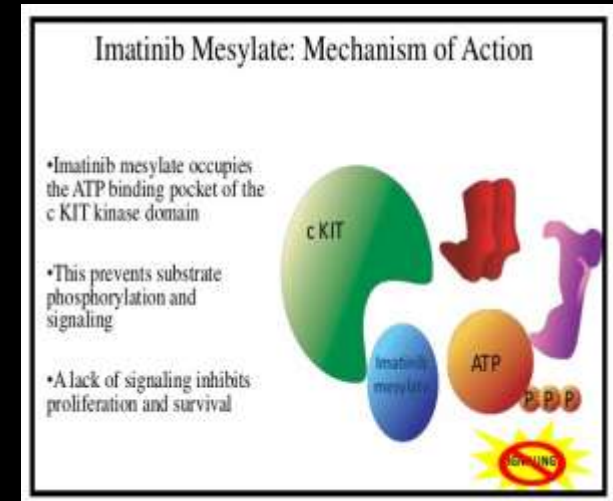 Imatinib Mesylate: Mechanism of Action
•Imatinib mesylate occupies
the ATP binding pocket of the
c KIT kinase domain
•This prevents substrate
phosphorylation and
signaling
•A lack of signaling inhibits
proliferation and survival
c KIT
Imatinib
mesylate
ATP
P P P
SIGNALING